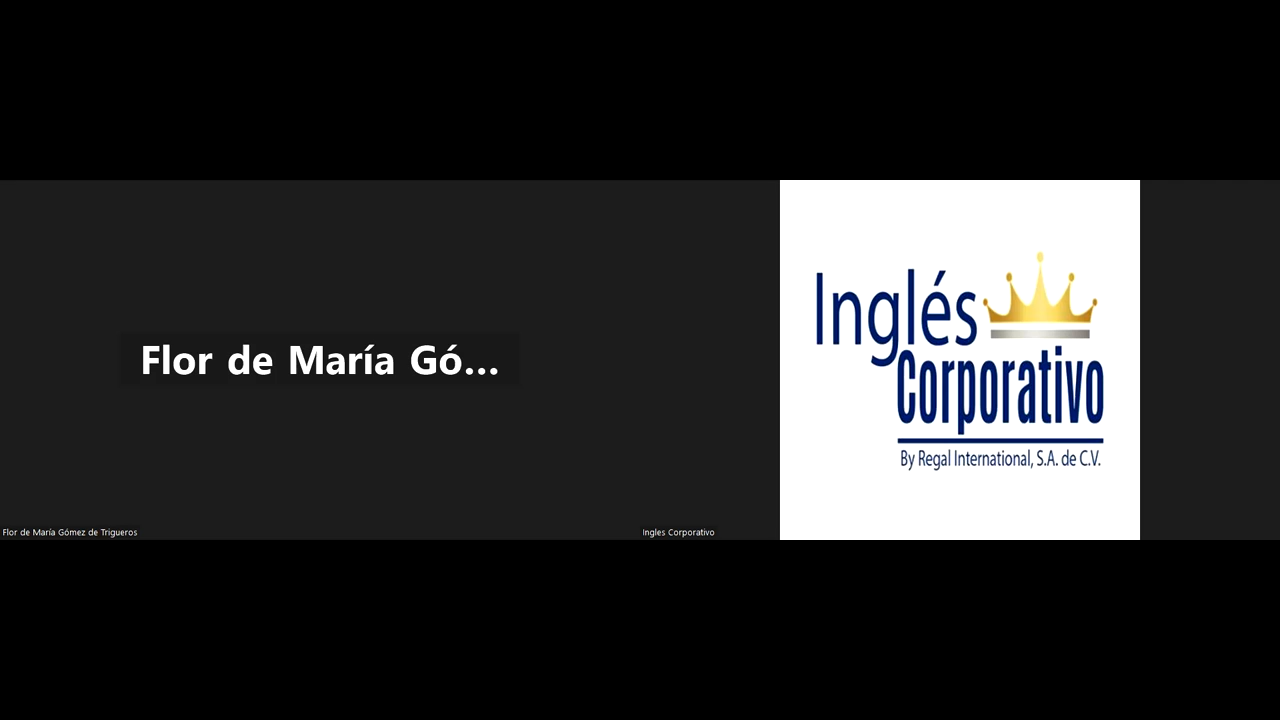 Flor de María Gó...
Flor de María Gómez de Trigueros
Inglés
Corporativo
By Regal International, S.A. de C.V.
Ingles Corporativo